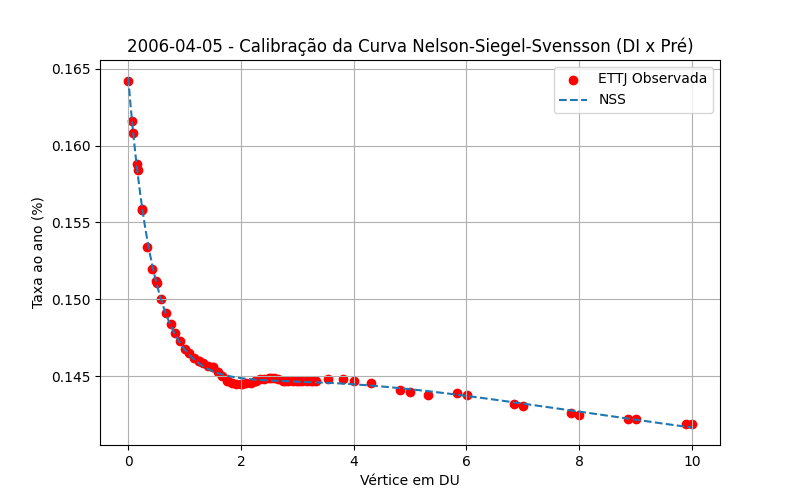 2006-04-05 - Calibração da Curva Nelson-Siegel-Svensson (DI x Pré)
ETTJ Observada
NSS
Taxa ao ano (%)
0.165
0.160
0.155
0.150
0.145
0
2
4
6
8
10
Vértice em DU